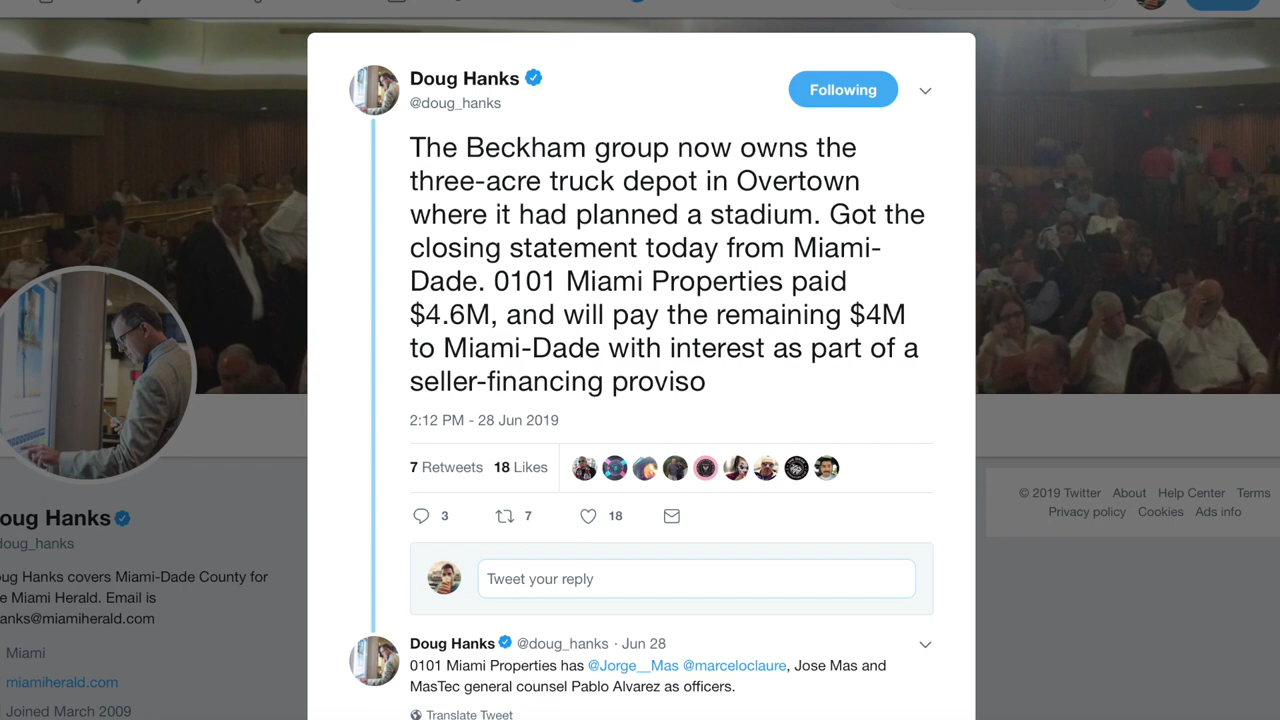 Doug Hanks
@doug_hanks
Following
The Beckham group now owns the
three-acre truck depot in Overtown
where it had planned a stadium. Got the
closing statement today from Miami-
Dade. 0101 Miami Properties paid
$4.6M, and will pay the remaining $4M
to Miami-Dade with interest as part of a
seller-financing proviso
2:12 PM - 28 Jun 2019
7 Retweets 18 Likes
3 7 18
Tweet your reply
Doug Hanks @doug_hanks · Jun 28
0101 Miami Properties has @Jorge__Mas @marceloclaure, Jose Mas and
MasTec general counsel Pablo Alvarez as officers.
Translate Tweet
oug Hanks
doug_hanks
oug Hanks covers Miami-Dade County for
e Miami Herald. Email is
anks@miamiherald.com
Miami
miamiherald.com
Joined March 2009
© 2019 Twitter About Help Center Terms
Privacy policy Cookies Ads info